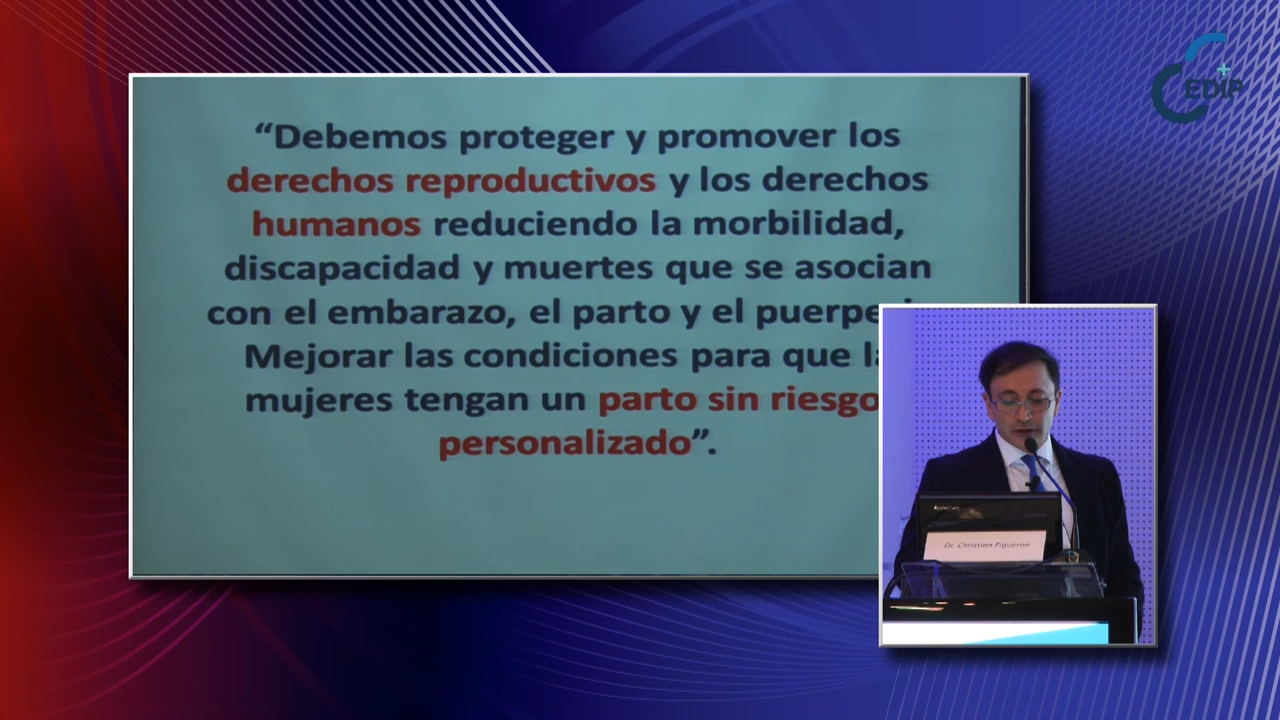 “Debemos proteger y promover los
derechos reproductivos y los derechos
humanos reduciendo la morbilidad,
discapacidad y muertes que se asocian
con el embarazo, el parto y el
Mejorar las condiciones para que
mujeres tengan un parto sin riesgo
personalizado”.
EDIP
Dr. Christian Figueroa